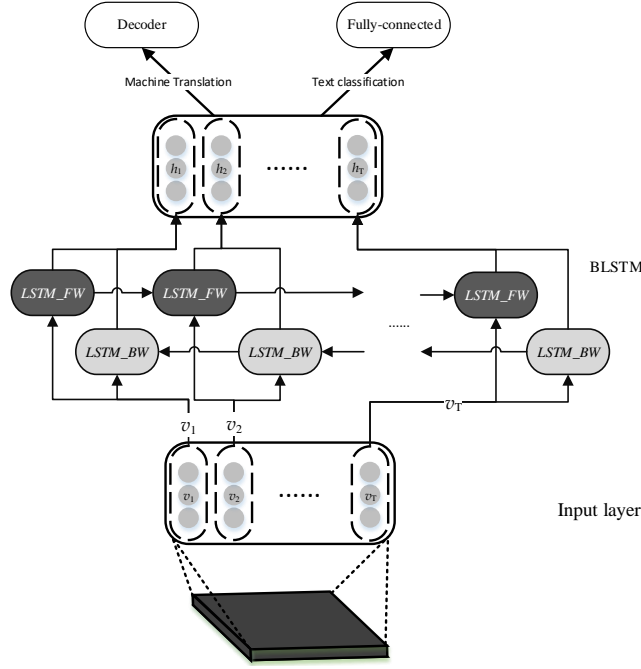 Decoder
Fully-connected
Machine Translation
Text classification
h1
h2
......
hT
BLSTM
LSTM_FW
LSTM_FW
LSTM_FW
......
LSTM_BW
LSTM_BW
LSTM_BW
v1
v2
vT
v1
v2
......
vT
Input layer